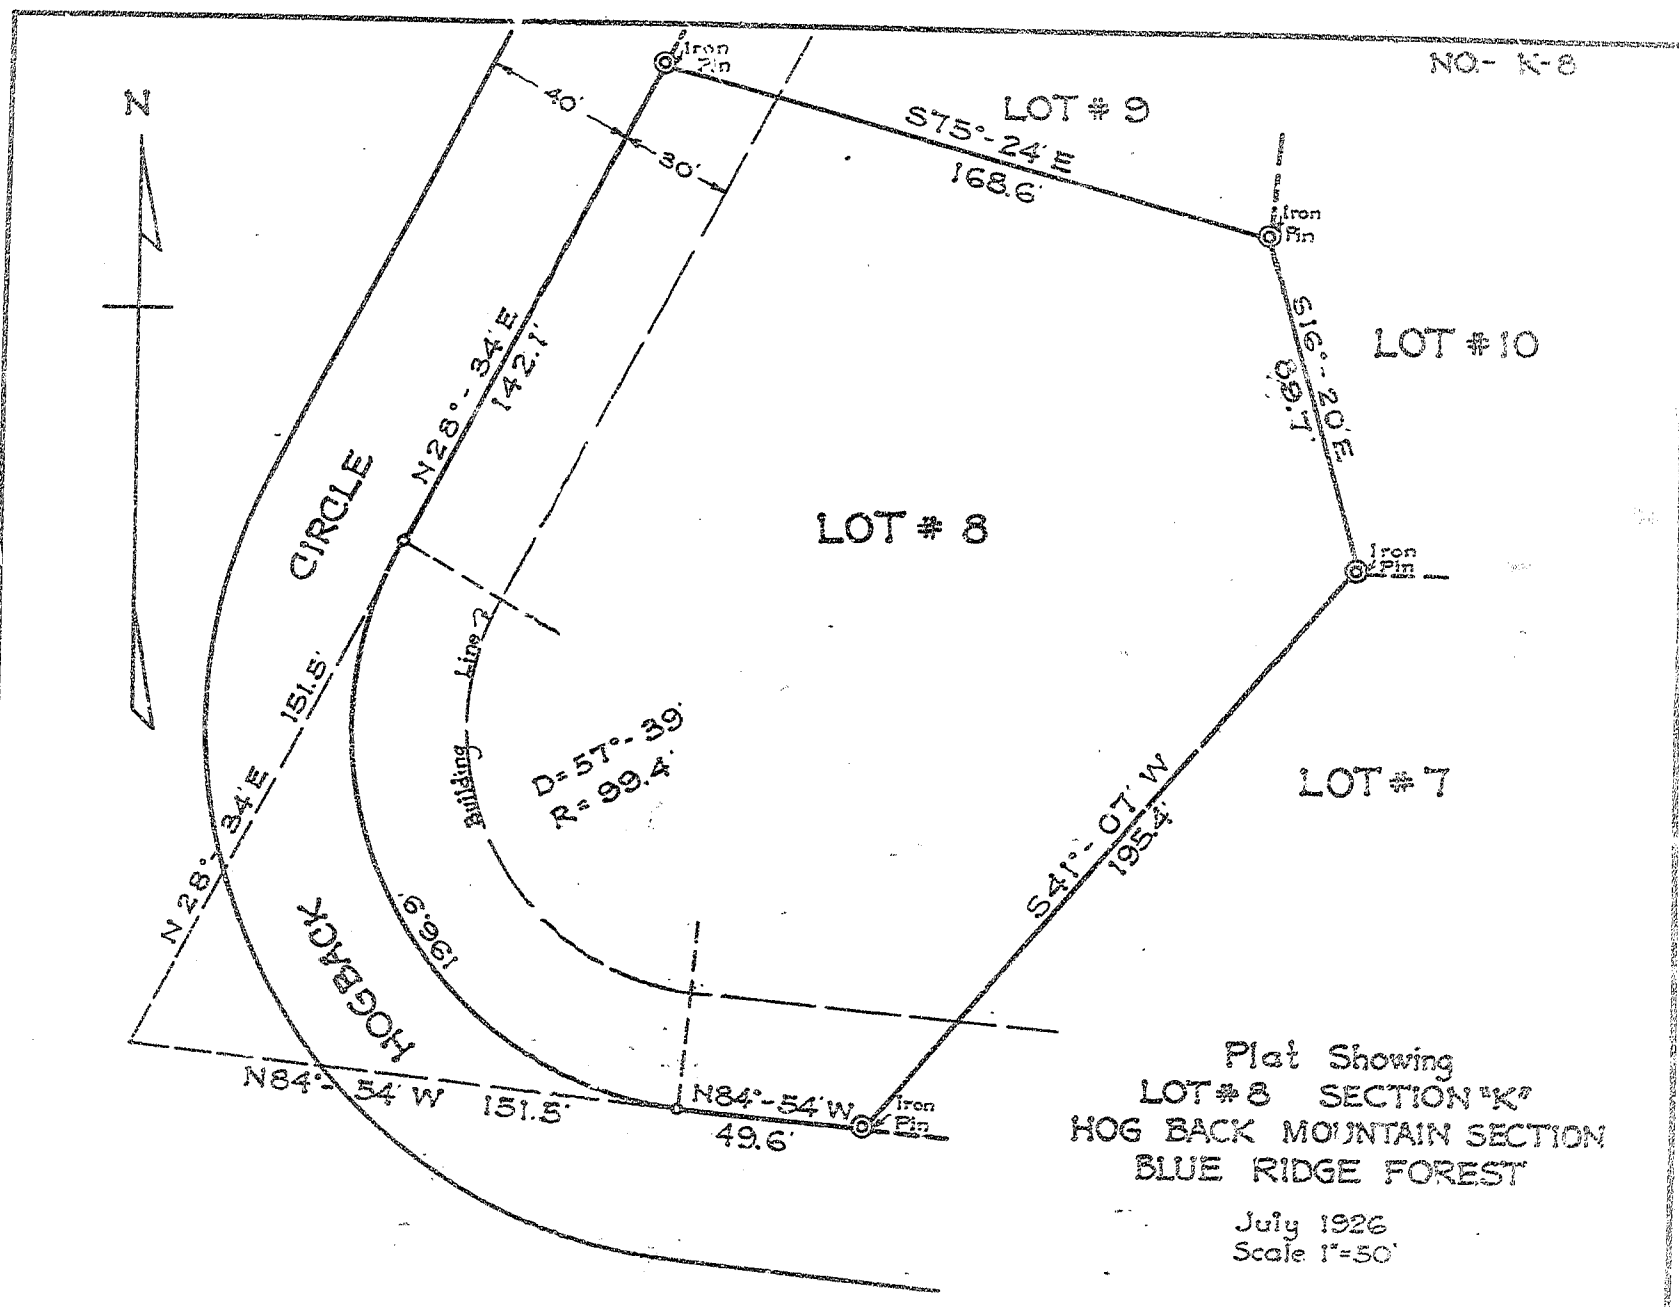 NO- K-8
N
Iron
Pin
40'
30'
LOT # 9
S75°-24'E
168.6'
Iron
Pin
S16°-20'E
89.7'
LOT # 10
N28°-34'E
142.1'
CIRCLE
LOT # 8
Iron
Pin
Building Line
N 28°-34'E 151.5'
D=57°-39'
R=99.4'
LOT # 7
S41°-07' W
195.4'
196.9'
HOGBACK
N84°-54' W 151.5'
N84°-54' W
49.6'
Iron
Pin
Plat Showing
LOT # 8 SECTION "K"
HOG BACK MOUNTAIN SECTION
BLUE RIDGE FOREST
July 1926
Scale 1"=50'